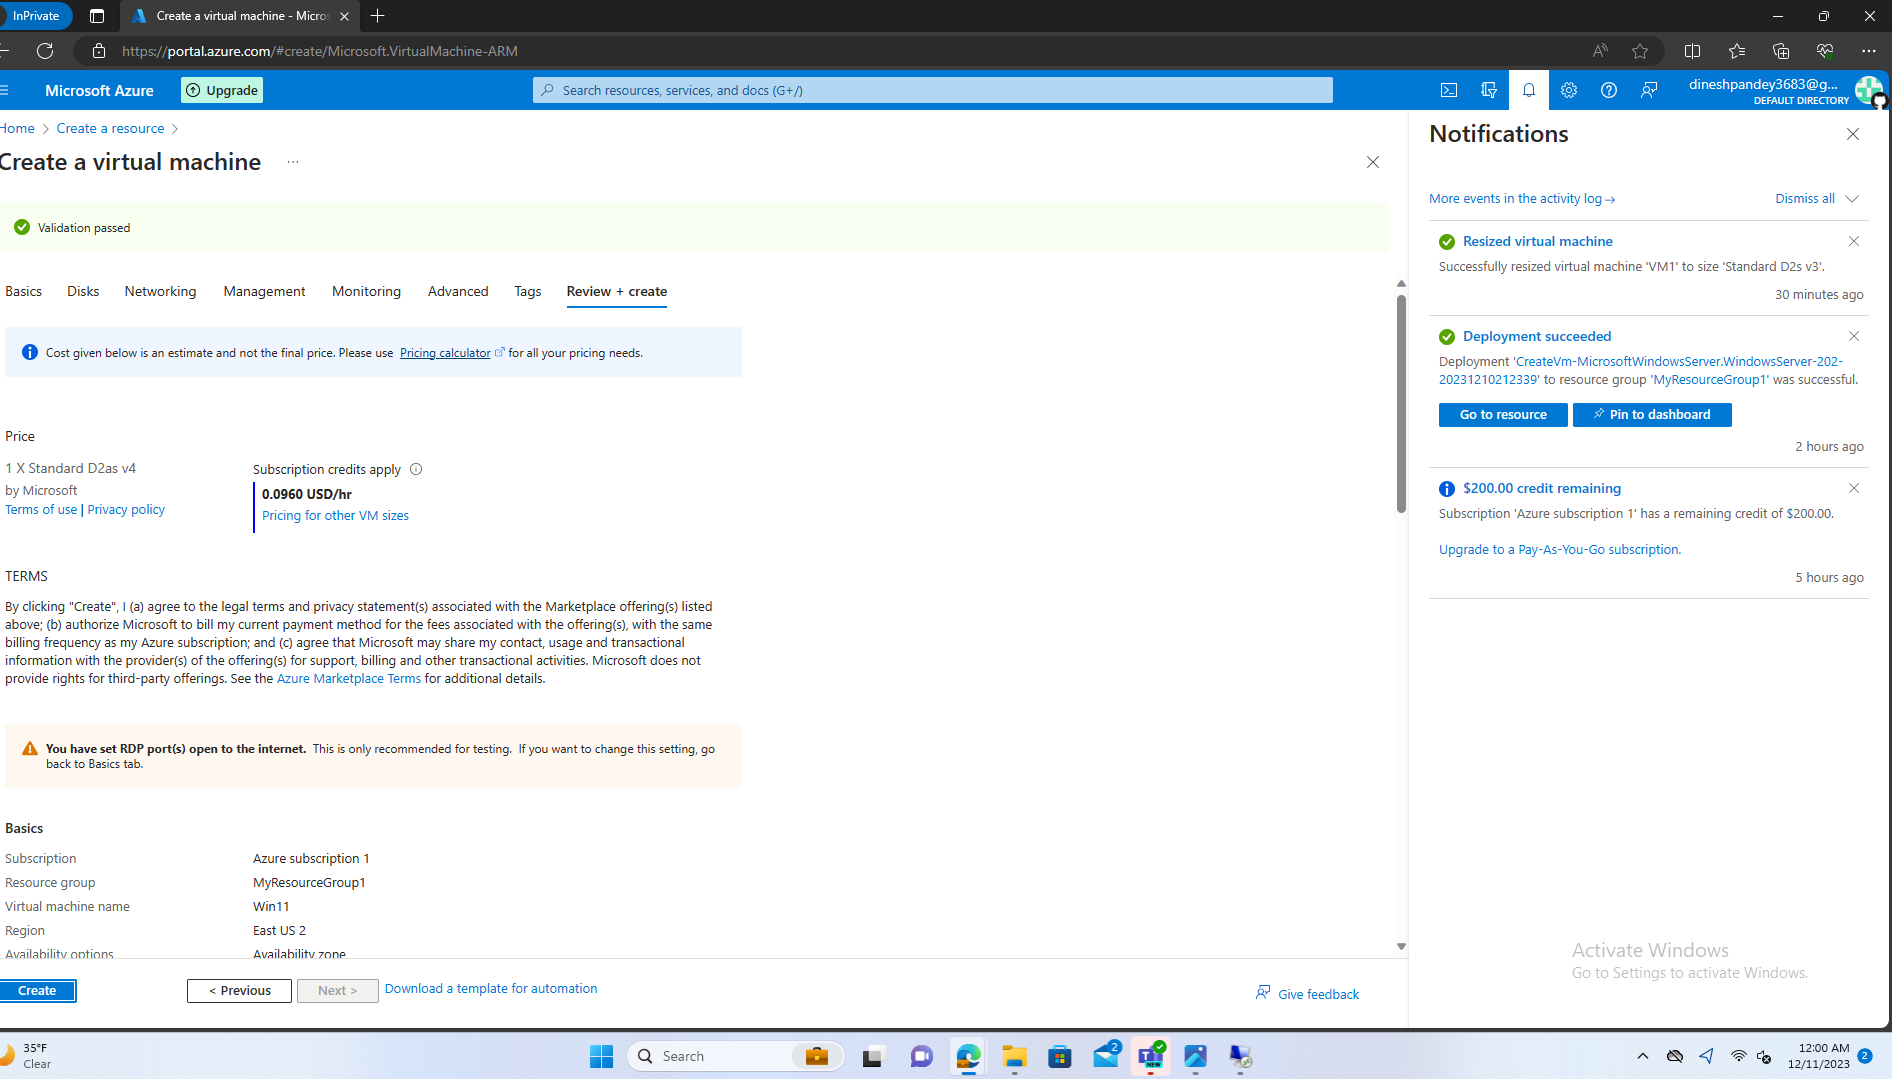 InPrivate
Create a virtual machine - Micros
https://portal.azure.com/#create/Microsoft.VirtualMachine-ARM
Microsoft Azure
Upgrade
Search resources, services, and docs (G+/)
dineshpandey3683@g...
DEFAULT DIRECTORY
Home > Create a resource >
Create a virtual machine ...
Validation passed
Basics Disks Networking Management Monitoring Advanced Tags Review + create
Cost given below is an estimate and not the final price. Please use Pricing calculator for all your pricing needs.
Price
1 X Standard D2as v4
by Microsoft
Terms of use | Privacy policy
Subscription credits apply
0.0960 USD/hr
Pricing for other VM sizes
TERMS
By clicking "Create", I (a) agree to the legal terms and privacy statement(s) associated with the Marketplace offering(s) listed
above; (b) authorize Microsoft to bill my current payment method for the fees associated with the offering(s), with the same
billing frequency as my Azure subscription; and (c) agree that Microsoft may share my contact, usage and transactional
information with the provider(s) of the offering(s) for support, billing and other transactional activities. Microsoft does not
provide rights for third-party offerings. See the Azure Marketplace Terms for additional details.
You have set RDP port(s) open to the internet. This is only recommended for testing. If you want to change this setting, go
back to Basics tab.
Basics
Subscription Azure subscription 1
Resource group MyResourceGroup1
Virtual machine name Win11
Region East US 2
Availability options Availability zone
Create
< Previous
Next >
Download a template for automation
Give feedback
Notifications
More events in the activity log →
Dismiss all
Resized virtual machine
Successfully resized virtual machine 'VM1' to size 'Standard D2s v3'.
30 minutes ago
Deployment succeeded
Deployment 'CreateVm-MicrosoftWindowsServer.WindowsServer-202-
20231210212339' to resource group 'MyResourceGroup1' was successful.
Go to resource
Pin to dashboard
2 hours ago
$200.00 credit remaining
Subscription 'Azure subscription 1' has a remaining credit of $200.00.
Upgrade to a Pay-As-You-Go subscription.
5 hours ago
Activate Windows
Go to Settings to activate Windows.
35°F
Clear
Search
2
NEW
12:00 AM
12/11/2023
2